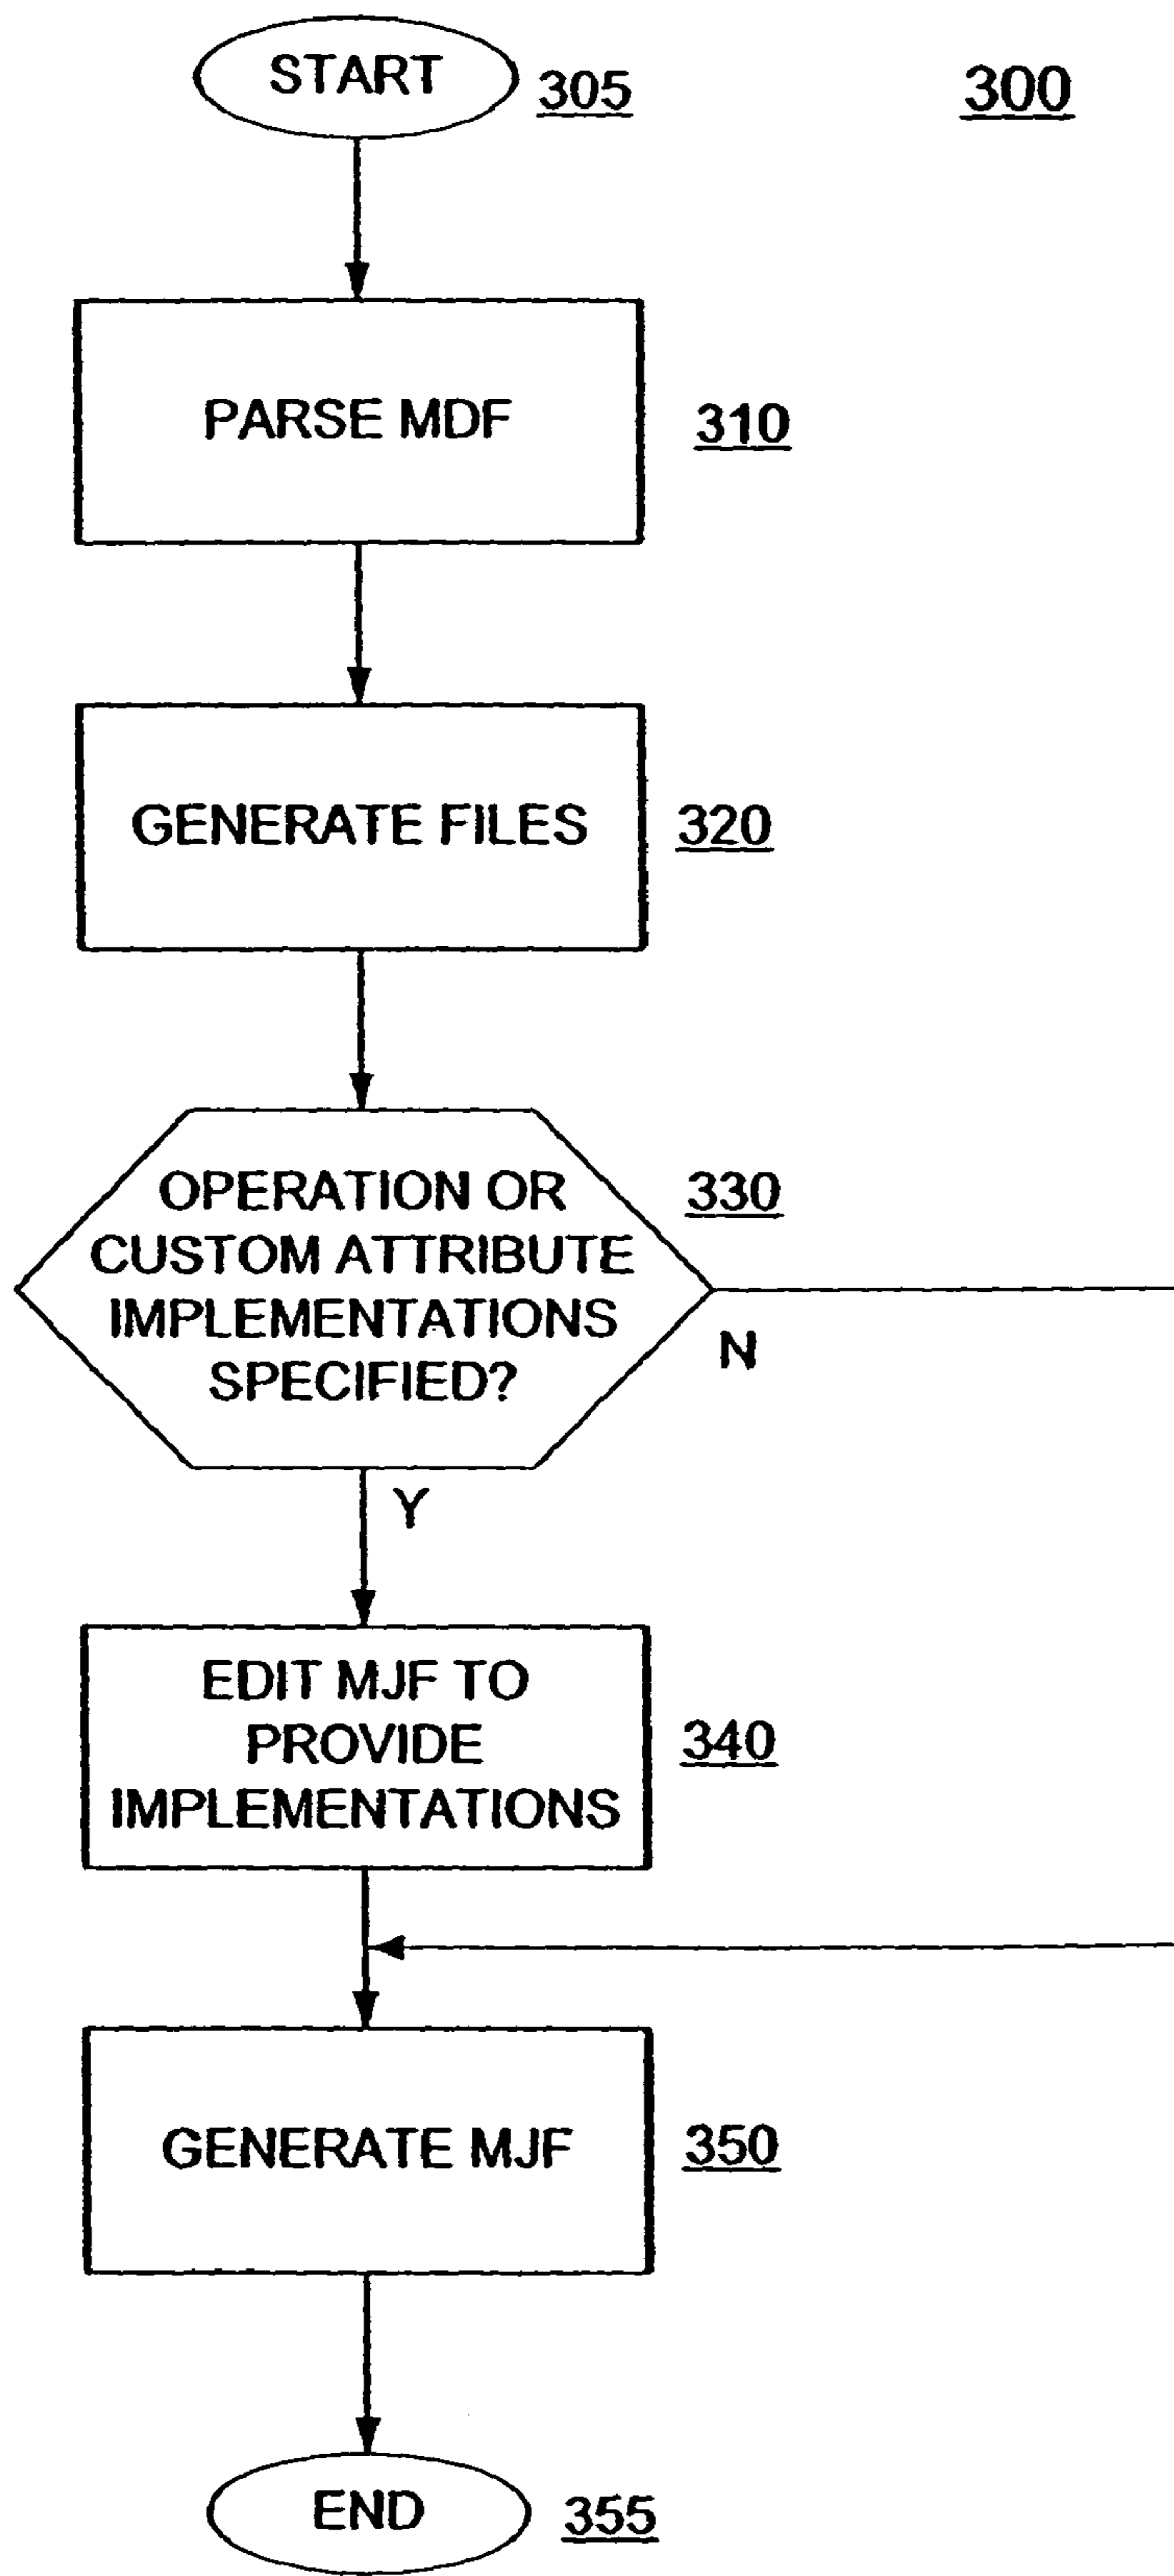 START
305
300
PARSE MDF
310
GENERATE FILES
320
OPERATION OR
CUSTOM ATTRIBUTE
IMPLEMENTATIONS
SPECIFIED?
330
N
Y
EDIT MJF TO
PROVIDE
IMPLEMENTATIONS
340
GENERATE MJF
350
END
355